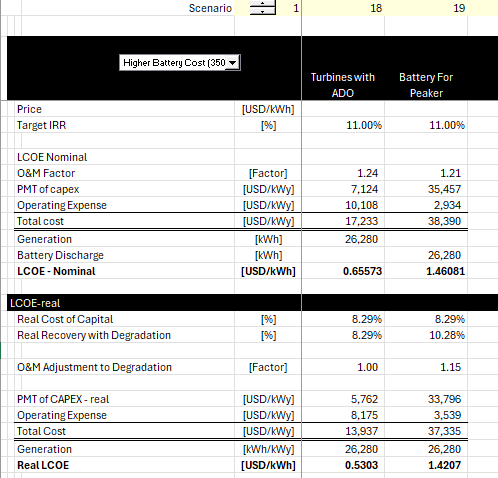 Scenario 1 18 19
Higher Battery Cost (350
Turbines with ADO Battery For Peaker
Price [USD/kWh]
Target IRR [%] 11.00% 11.00%
LCOE Nominal
O&M Factor [Factor] 1.24 1.21
PMT of capex [USD/kWy] 7,124 35,457
Operating Expense [USD/kWy] 10,108 2,934
Total cost [USD/kWy] 17,233 38,390
Generation [kWh] 26,280
Battery Discharge [kWh] 26,280
LCOE - Nominal [USD/kWh] 0.65573 1.46081
LCOE-real
Real Cost of Capital [%] 8.29% 8.29%
Real Recovery with Degradation [%] 8.29% 10.28%
O&M Adjustment to Degradation [Factor] 1.00 1.15
PMT of CAPEX - real [USD/kWy] 5,762 33,796
Operating Expense [USD/kWy] 8,175 3,539
Total Cost [USD/kWy] 13,937 37,335
Generation [kWh/kWy] 26,280 26,280
Real LCOE [USD/kWh] 0.5303 1.4207